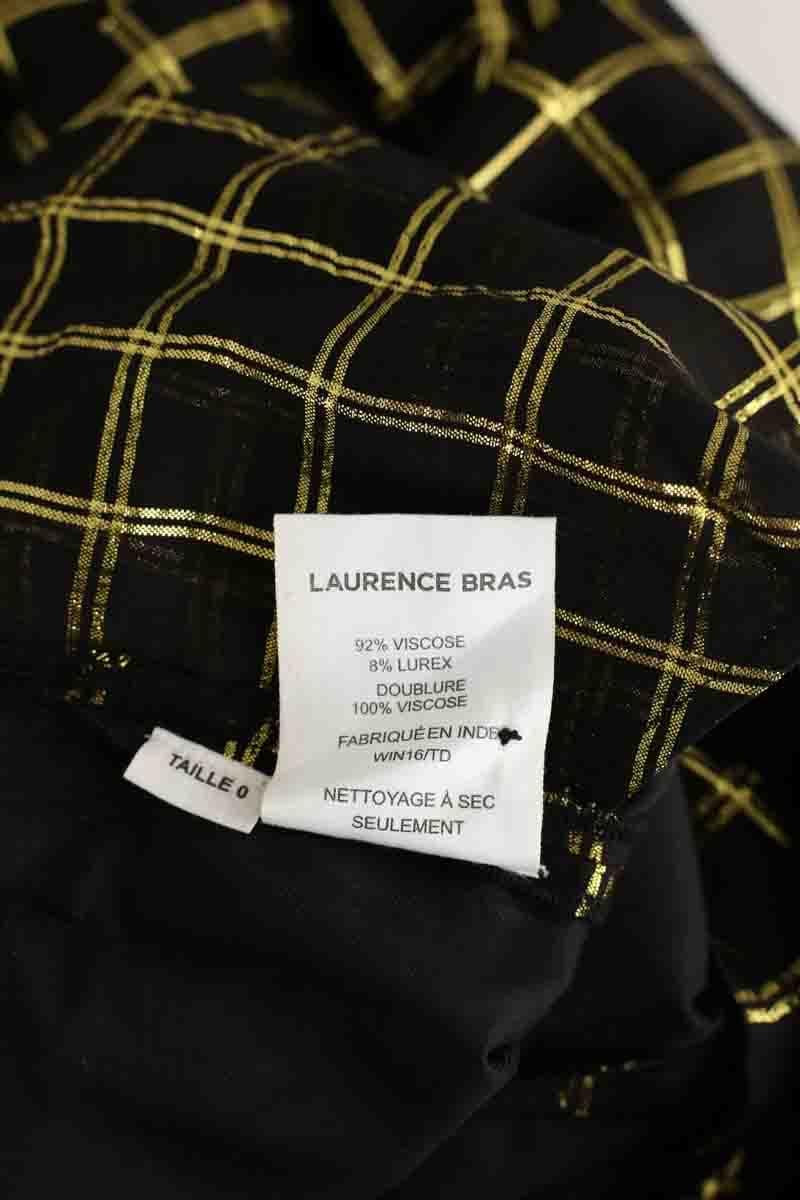 LAURENCE BRAS
92% VISCOSE
8% LUREX
DOUBLURE
100% VISCOSE
FABRIQUÉ EN INDE
WIN16/TD
NETTOYAGE À SEC
SEULEMENT
TAILLE 0